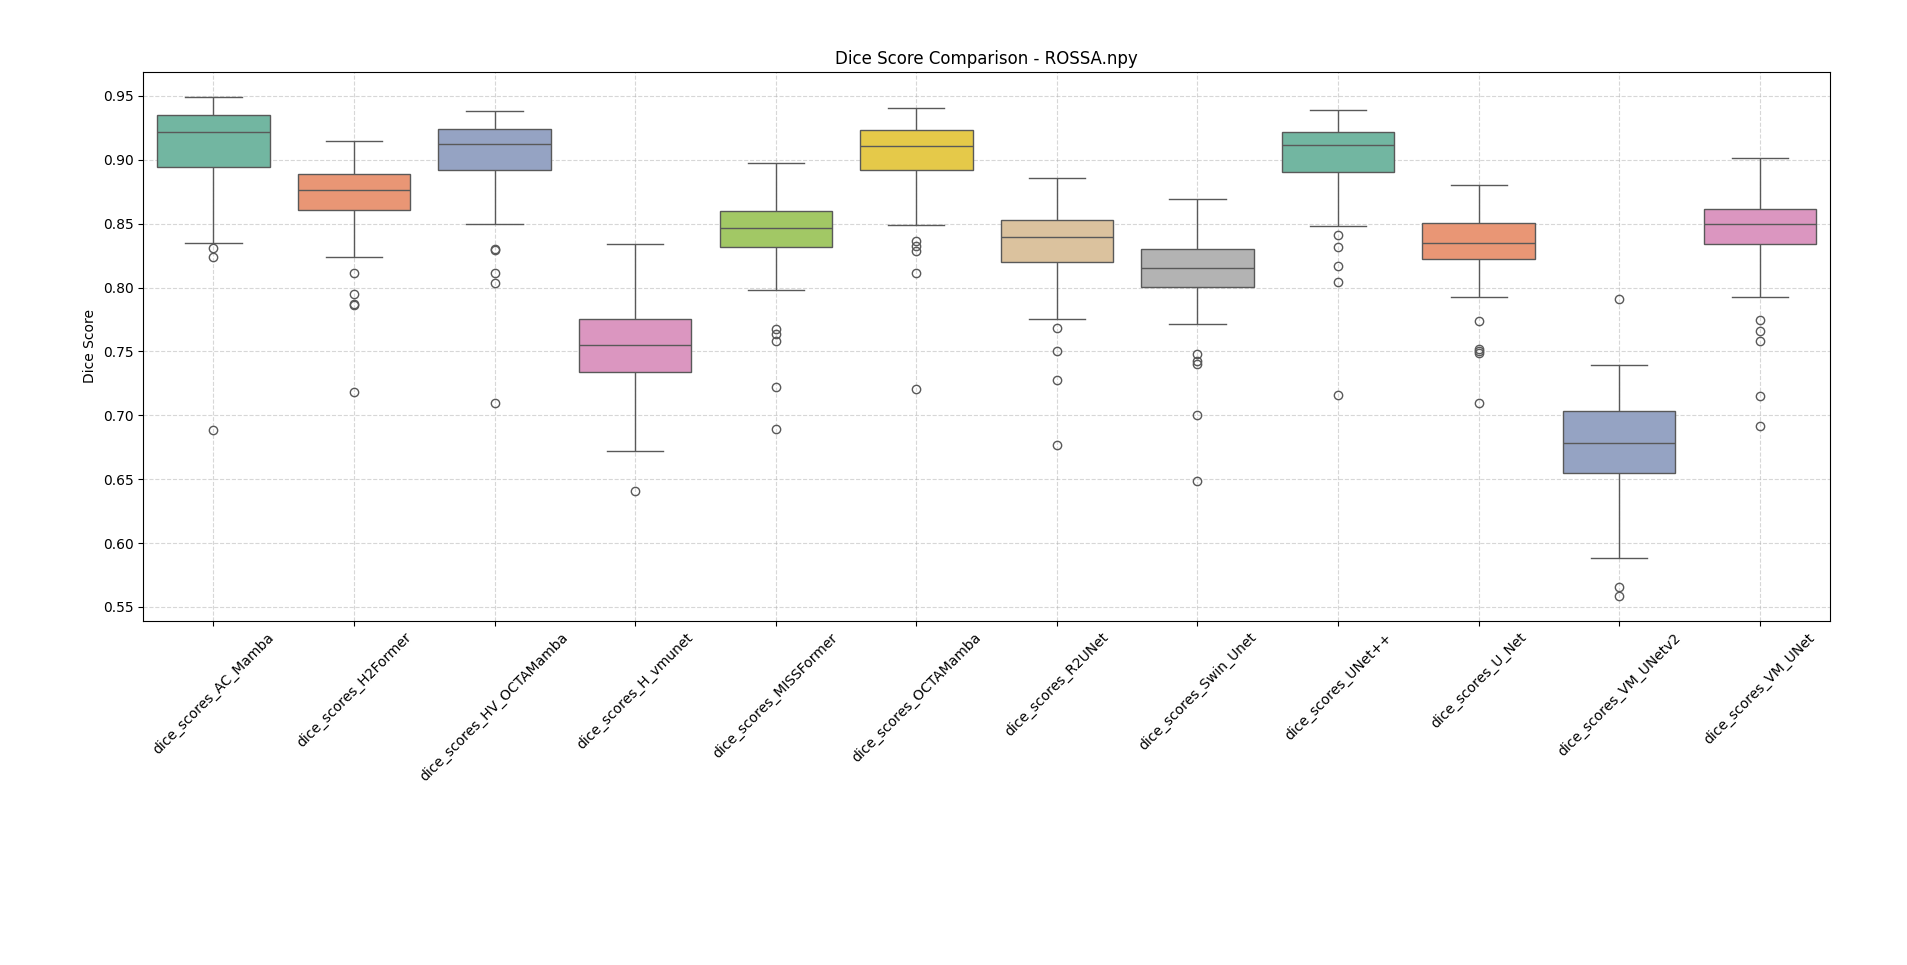 Dice Score Comparison - ROSSA.npy
Dice Score
0.95
0.90
0.85
0.80
0.75
0.70
0.65
0.60
0.55
dice_scores_AC_Mamba
dice_scores_H2Former
dice_scores_HV_OCTAMamba
dice_scores_H_vmunet
dice_scores_MISSFormer
dice_scores_OCTAMamba
dice_scores_R2UNet
dice_scores_Swin_Unet
dice_scores_UNet++
dice_scores_U_Net
dice_scores_VM_UNetv2
dice_scores_VM_UNet